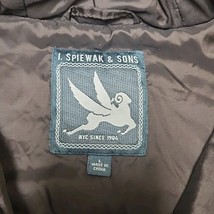 I. SPIEWAK & SONS
NYC SINCE 1904
L
MADE IN
CHINA